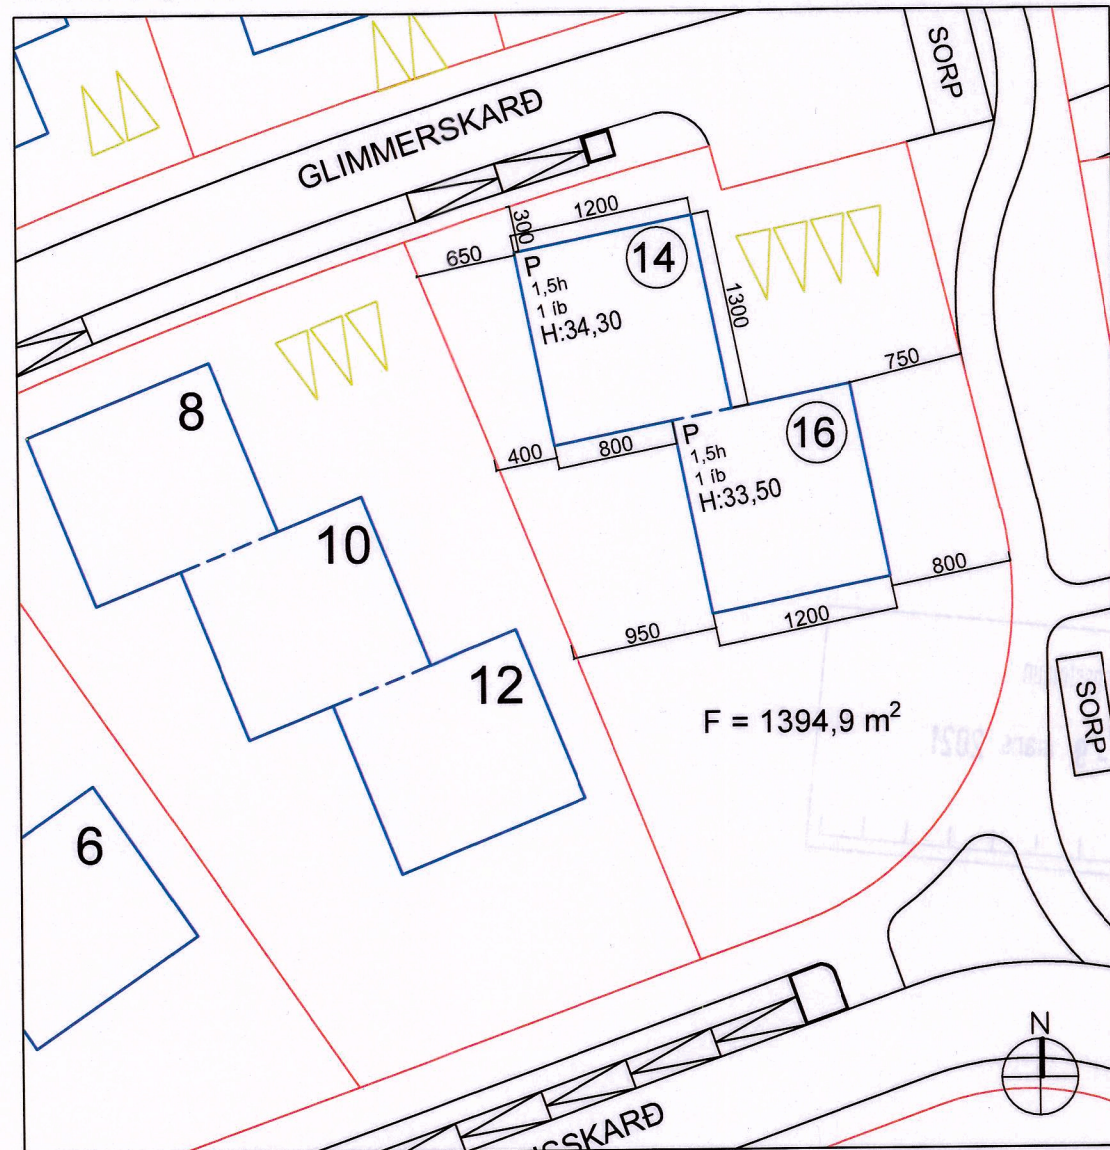 SORP
GLIMMERSKARÐ
300
1200
650
14
P
1,5h
1 íb
H:34,30
1300
750
8
16
P
1,5h
1 íb
H:33,50
400
800
10
800
1200
950
12
F = 1394,9 m²
SORP
6
N
SSKARÐ